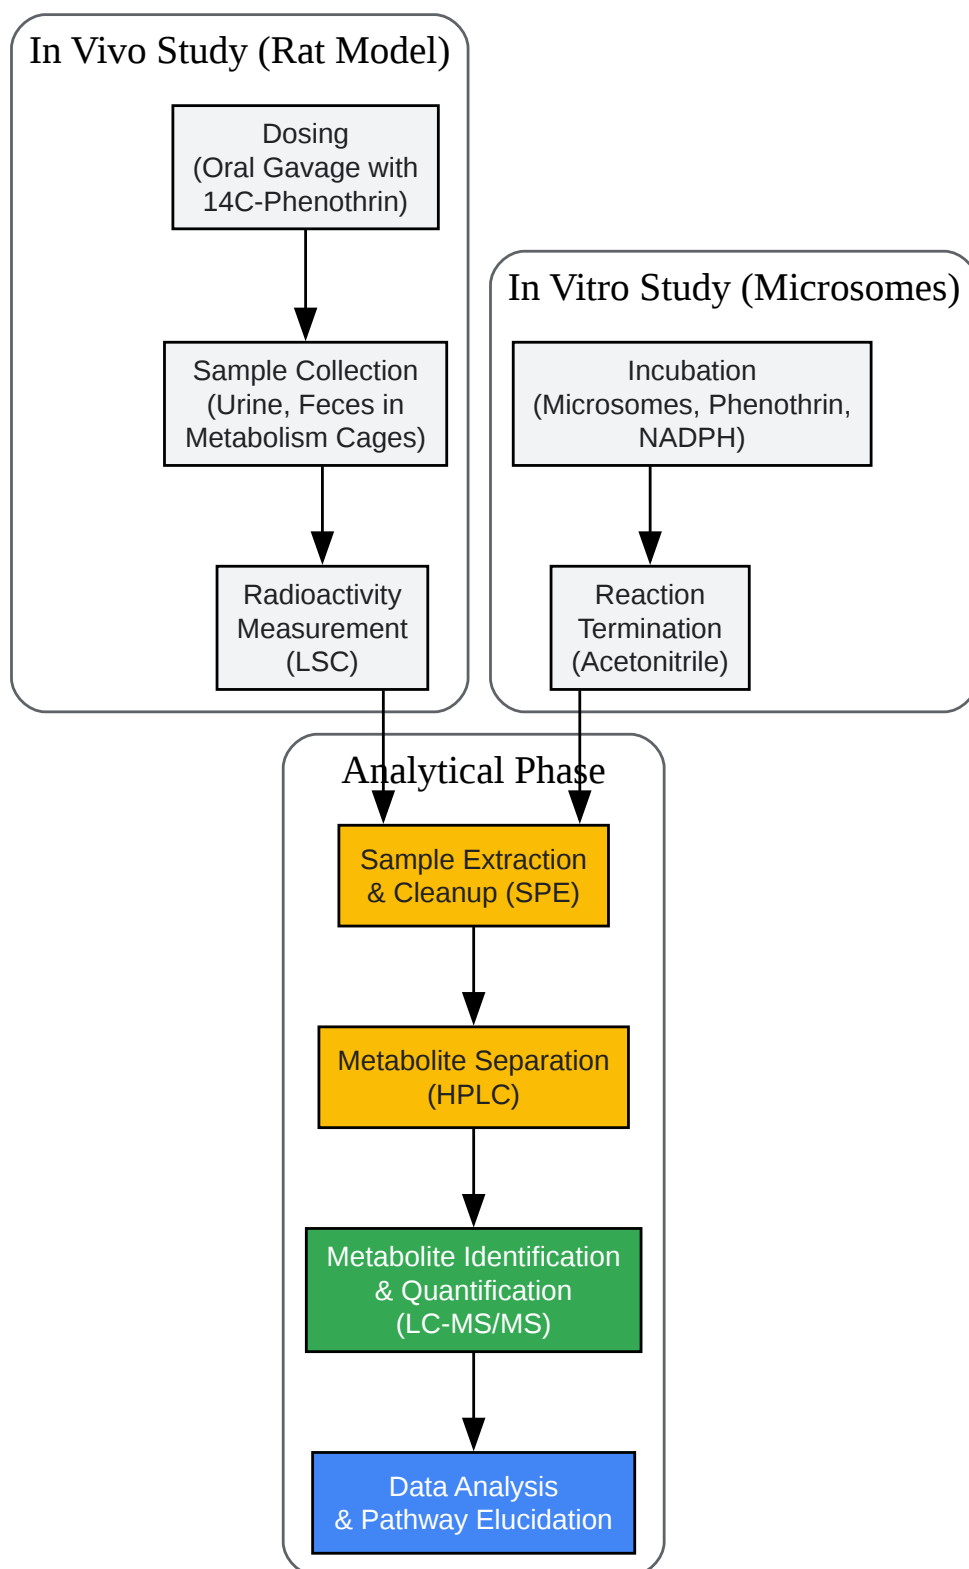 In Vivo Study (Rat Model)
Dosing
(Oral Gavage with
14C-Phenothrin)
Sample Collection
(Urine, Feces in
Metabolism Cages)
Radioactivity
Measurement
(LSC)
In Vitro Study (Microsomes)
Incubation
(Microsomes, Phenothrin,
NADPH)
Reaction
Termination
(Acetonitrile)
Analytical Phase
Sample Extraction
& Cleanup (SPE)
Metabolite Separation
(HPLC)
Metabolite Identification
& Quantification
(LC-MS/MS)
Data Analysis
& Pathway Elucidation